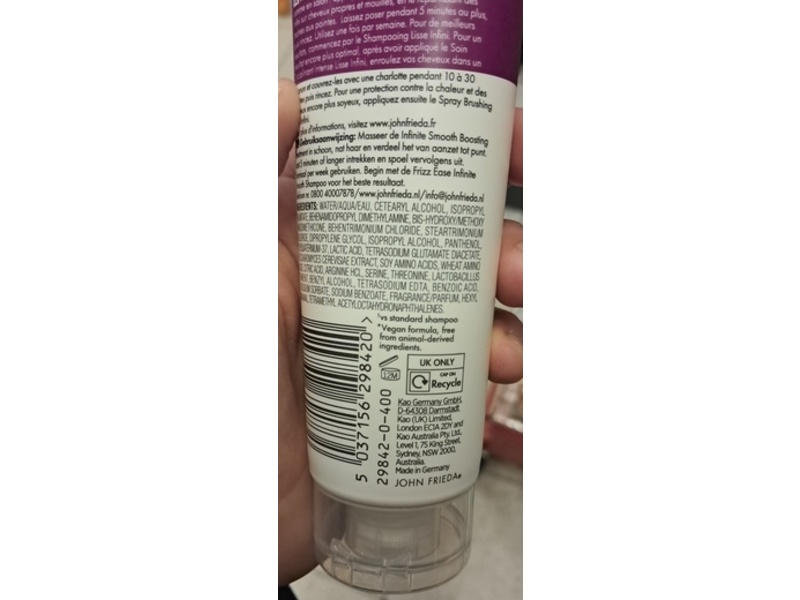 sur cheveux propres et mouillés, en la
aux pointes. Laissez poser pendant 5 minutes ou plus,
rincez. Utilisez une fois par semaine. Pour de meilleurs
commencez par le Shampooing Lisse Infini. Pour un
encore plus optimal, après avoir appliqué le Soin
Intense Lisse Infini, enroulez vos cheveux dans un
et couvrez-les avec une charlotte pendant 10 à 30
puis rincez. Pour une protection contre la chaleur et des
encore plus soyeux, appliquez ensuite le Spray Brushing
d'informations, visitez www.johnfrieda.fr
Gebruiksaanwijzing: Masseer de Infinite Smooth Boosting
in schoon, nat haar en verdeel het van aanzet tot punt.
5 minuten of langer intrekken en spoel vervolgens uit.
per week gebruiken. Begin met de Frizz Ease Infinite
Shampoo voor het beste resultaat.
0800 40007878/www.johnfrieda.nl/info@johnfrieda.nl
WATER/AQUA/EAU, CETEARYL ALCOHOL, ISOPROPYL
BEHENAMIDOPROPYL DIMETHYLAMINE, BIS-HYDROXY/METHOXY
BEHENTRIMONIUM CHLORIDE, STEARTRIMONIUM
DIPROPYLENE GLYCOL, ISOPROPYL ALCOHOL, PANTHENOL,
LACTIC ACID, TETRASODIUM GLUTAMATE DIACETATE,
CEREVISIAE EXTRACT, SOY AMINO ACIDS, WHEAT AMINO
CITRIC ACID, ARGININE HCL, SERINE, THREONINE, LACTOBACILLUS
BENZYL ALCOHOL, TETRASODIUM EDTA, BENZOIC ACID,
SORBATE, SODIUM BENZOATE, FRAGRANCE/PARFUM, HEXYL
TETRAMETHYL ACETYLOCTAHYDRONAPHTHALENES.
vs standard shampoo
*Vegan formula, free
from animal-derived
ingredients.
5 037156 298420 >
29842-0-400
12M
UK ONLY
CAP ON
Recycle
Kao Germany GmbH,
D-64308 Darmstadt.
Kao (UK) Limited,
London EC1A 2DY and
Kao Australia Pty. Ltd.,
Level 1, 75 King Street,
Sydney, NSW 2000,
Australia.
Made in Germany
JOHN FRIEDA®